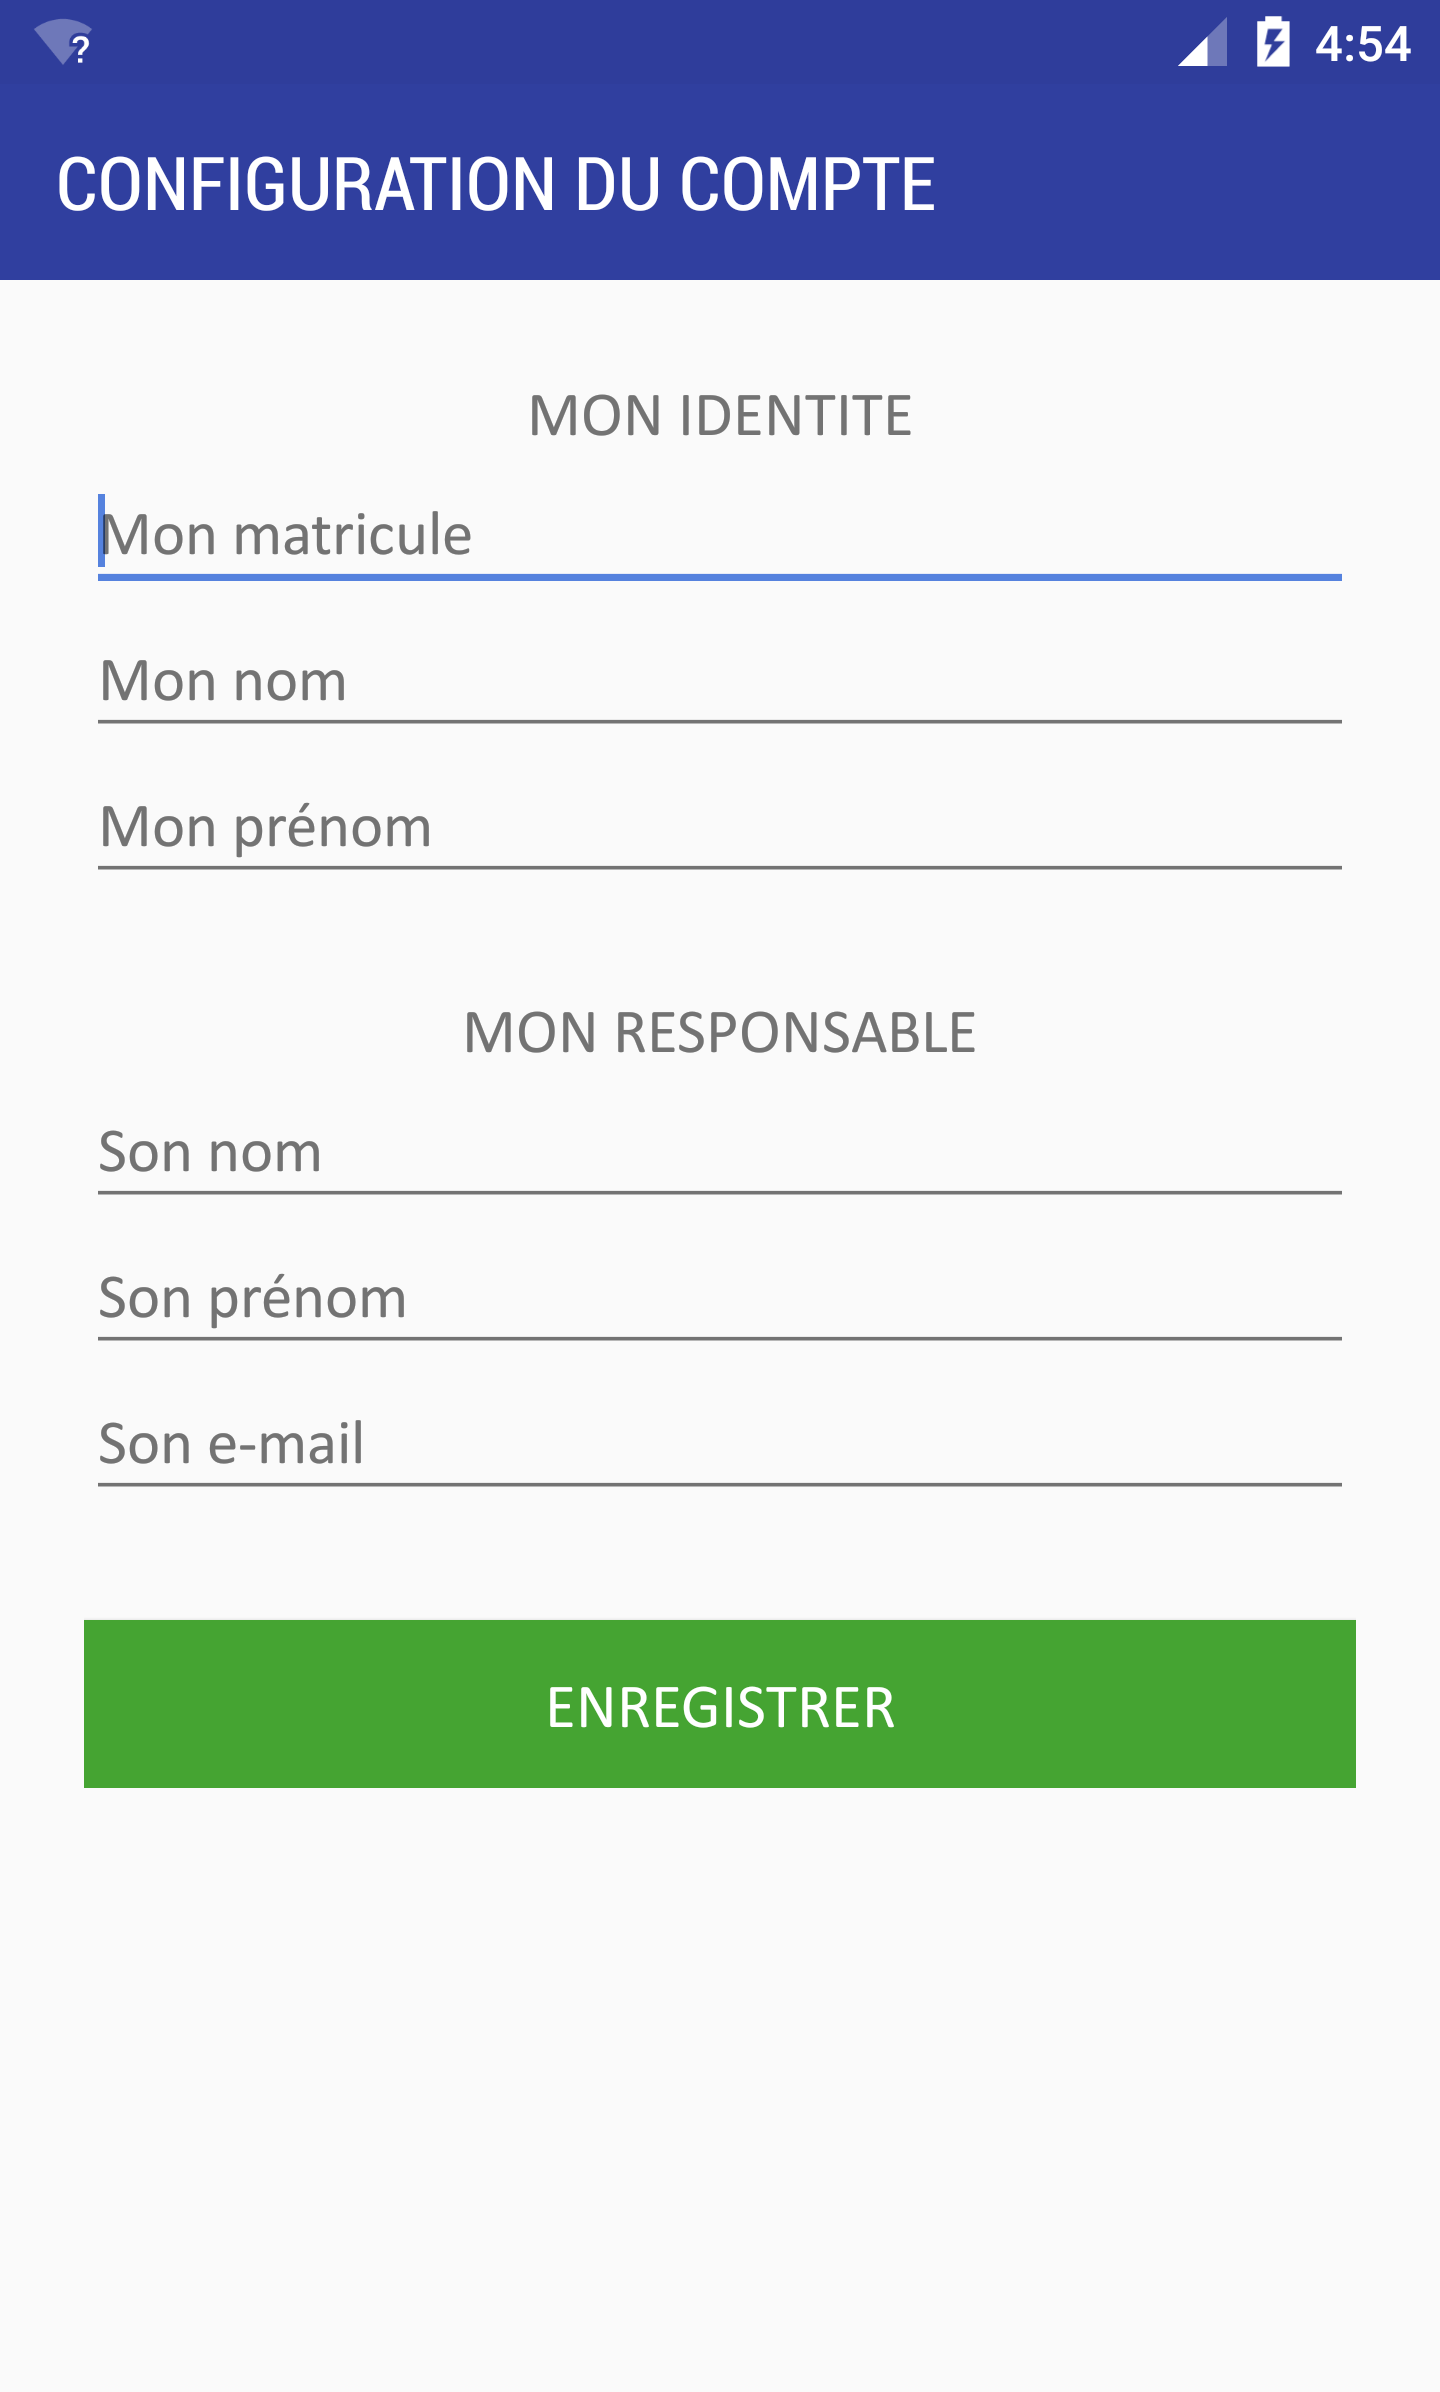 ?
4:54
CONFIGURATION DU COMPTE
MON IDENTITE
Mon matricule
Mon nom
Mon prénom
MON RESPONSABLE
Son nom
Son prénom
Son e-mail
ENREGISTRER